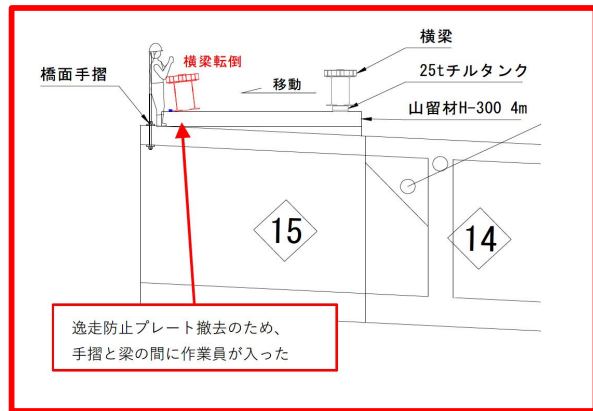 横梁
橋面手摺
横梁転倒
移動
25tチルタンク
山留材H-300 4m
15
14
逸走防止プレート撤去のため、
手摺と梁の間に作業員が入った